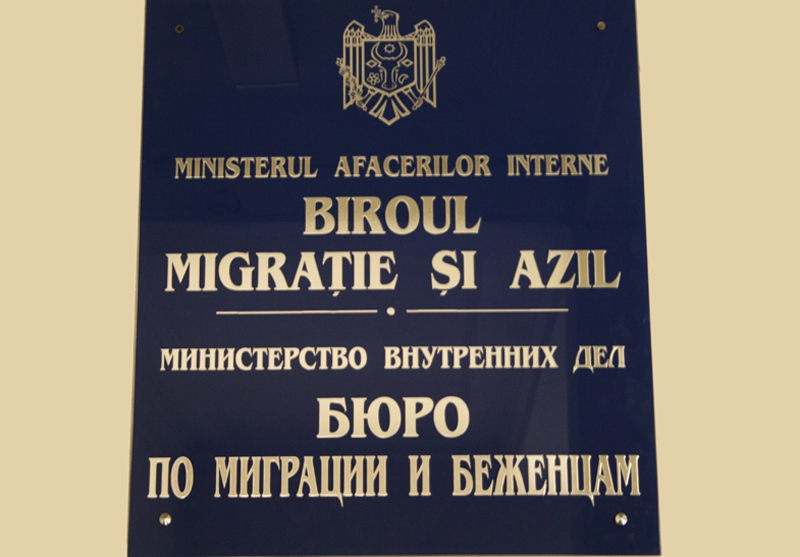 MINISTERUL AFACERILOR INTERNE
BIROUL
MIGRAȚIE ȘI AZIL
МИНИСТЕРСТВО ВНУТРЕННИХ ДЕЛ
БЮРО
ПО МИГРАЦИИ И БЕЖЕНЦАМ